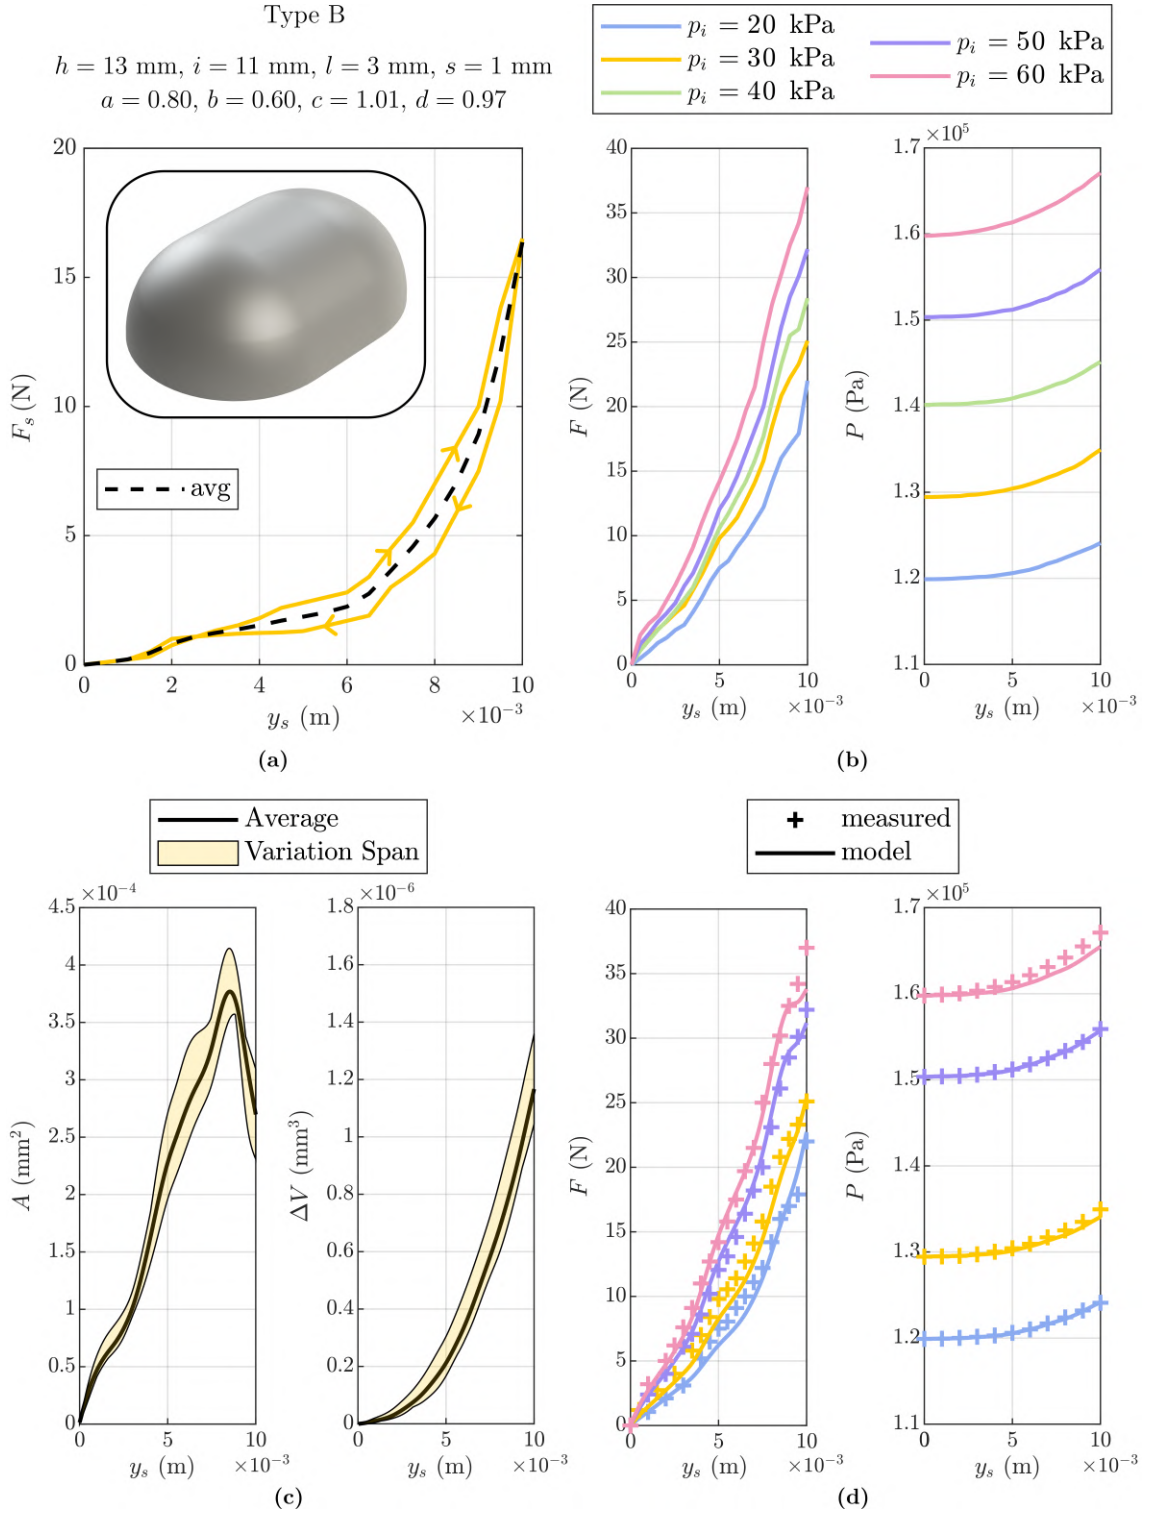 Type B
h = 13 mm, i = 11 mm, l = 3 mm, s = 1 mm
a = 0.80, b = 0.60, c = 1.01, d = 0.97
20
15
10
5
0
F_s (N)
avg
0 2 4 6 8 10
y_s (m) ×10⁻³
(a)
p_i = 20 kPa
p_i = 30 kPa
p_i = 40 kPa
p_i = 50 kPa
p_i = 60 kPa
40
35
30
25
20
15
10
5
0
F (N)
0 5 10
y_s (m) ×10⁻³
×10⁵
1.7
1.6
1.5
1.4
1.3
1.2
1.1
P (Pa)
0 5 10
y_s (m) ×10⁻³
(b)
Average
Variation Span
×10⁻⁴
4.5
4
3.5
3
2.5
2
1.5
1
0.5
0
A (mm²)
0 5 10
y_s (m) ×10⁻³
×10⁻⁶
1.8
1.6
1.4
1.2
1
0.8
0.6
0.4
0.2
0
ΔV (mm³)
0 5 10
y_s (m) ×10⁻³
(c)
measured
model
40
35
30
25
20
15
10
5
0
F (N)
0 5 10
y_s (m) ×10⁻³
×10⁵
1.7
1.6
1.5
1.4
1.3
1.2
1.1
P (Pa)
0 5 10
y_s (m) ×10⁻³
(d)